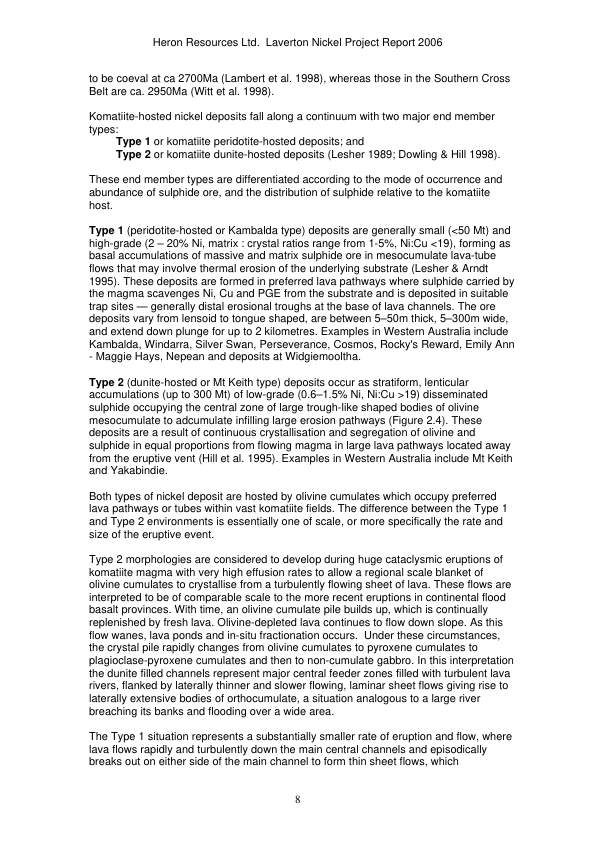 Heron Resources Ltd.  Laverton Nickel Project Report 2006
to be coeval at ca 2700Ma (Lambert et al. 1998), whereas those in the Southern Cross
Belt are ca. 2950Ma (Witt et al. 1998).
Komatiite-hosted nickel deposits fall along a continuum with two major end member
types:
Type 1 or komatiite peridotite-hosted deposits; and
Type 2 or komatiite dunite-hosted deposits (Lesher 1989; Dowling & Hill 1998).
These end member types are differentiated according to the mode of occurrence and
abundance of sulphide ore, and the distribution of sulphide relative to the komatiite
host.
Type 1 (peridotite-hosted or Kambalda type) deposits are generally small (<50 Mt) and
high-grade (2 – 20% Ni, matrix : crystal ratios range from 1-5%, Ni:Cu <19), forming as
basal accumulations of massive and matrix sulphide ore in mesocumulate lava-tube
flows that may involve thermal erosion of the underlying substrate (Lesher & Arndt
1995). These deposits are formed in preferred lava pathways where sulphide carried by
the magma scavenges Ni, Cu and PGE from the substrate and is deposited in suitable
trap sites — generally distal erosional troughs at the base of lava channels. The ore
deposits vary from lensoid to tongue shaped, are between 5–50m thick, 5–300m wide,
and extend down plunge for up to 2 kilometres. Examples in Western Australia include
Kambalda, Windarra, Silver Swan, Perseverance, Cosmos, Rocky's Reward, Emily Ann
- Maggie Hays, Nepean and deposits at Widgiemooltha.
Type 2 (dunite-hosted or Mt Keith type) deposits occur as stratiform, lenticular
accumulations (up to 300 Mt) of low-grade (0.6–1.5% Ni, Ni:Cu >19) disseminated
sulphide occupying the central zone of large trough-like shaped bodies of olivine
mesocumulate to adcumulate infilling large erosion pathways (Figure 2.4). These
deposits are a result of continuous crystallisation and segregation of olivine and
sulphide in equal proportions from flowing magma in large lava pathways located away
from the eruptive vent (Hill et al. 1995). Examples in Western Australia include Mt Keith
and Yakabindie.
Both types of nickel deposit are hosted by olivine cumulates which occupy preferred
lava pathways or tubes within vast komatiite fields. The difference between the Type 1
and Type 2 environments is essentially one of scale, or more specifically the rate and
size of the eruptive event.
Type 2 morphologies are considered to develop during huge cataclysmic eruptions of
komatiite magma with very high effusion rates to allow a regional scale blanket of
olivine cumulates to crystallise from a turbulently flowing sheet of lava. These flows are
interpreted to be of comparable scale to the more recent eruptions in continental flood
basalt provinces. With time, an olivine cumulate pile builds up, which is continually
replenished by fresh lava. Olivine-depleted lava continues to flow down slope. As this
flow wanes, lava ponds and in-situ fractionation occurs.  Under these circumstances,
the crystal pile rapidly changes from olivine cumulates to pyroxene cumulates to
plagioclase-pyroxene cumulates and then to non-cumulate gabbro. In this interpretation
the dunite filled channels represent major central feeder zones filled with turbulent lava
rivers, flanked by laterally thinner and slower flowing, laminar sheet flows giving rise to
laterally extensive bodies of orthocumulate, a situation analogous to a large river
breaching its banks and flooding over a wide area.
The Type 1 situation represents a substantially smaller rate of eruption and flow, where
lava flows rapidly and turbulently down the main central channels and episodically
breaks out on either side of the main channel to form thin sheet flows, which
8